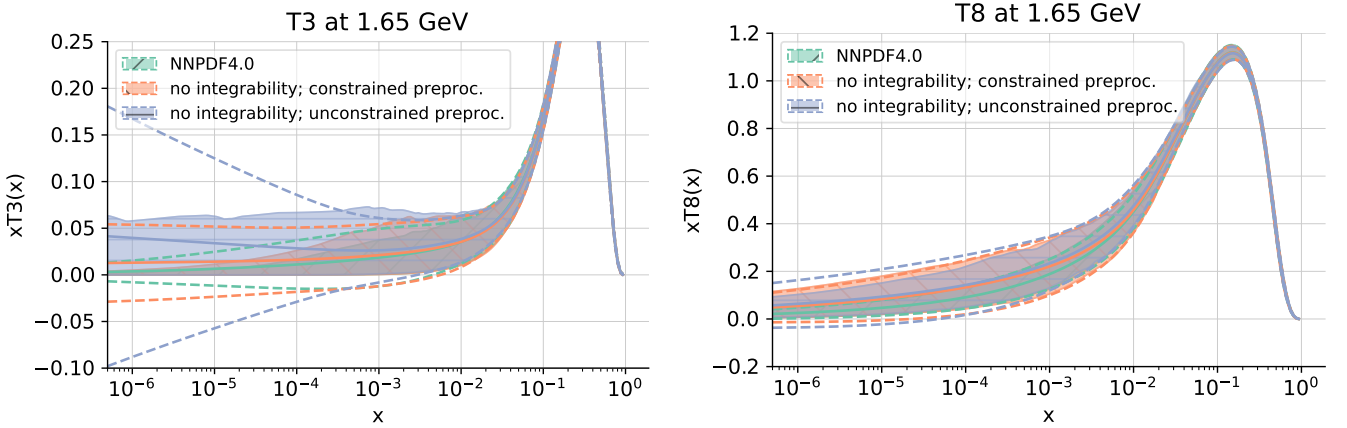 T3 at 1.65 GeV
0.25
0.20
0.15
0.10
0.05
0.00
−0.05
−0.10
xT3(x)
NNPDF4.0
no integrability; constrained preproc.
no integrability; unconstrained preproc.
10⁻⁶ 10⁻⁵ 10⁻⁴ 10⁻³ 10⁻² 10⁻¹ 10⁰
x
T8 at 1.65 GeV
1.2
1.0
0.8
0.6
0.4
0.2
0.0
−0.2
xT8(x)
NNPDF4.0
no integrability; constrained preproc.
no integrability; unconstrained preproc.
10⁻⁶ 10⁻⁵ 10⁻⁴ 10⁻³ 10⁻² 10⁻¹ 10⁰
x